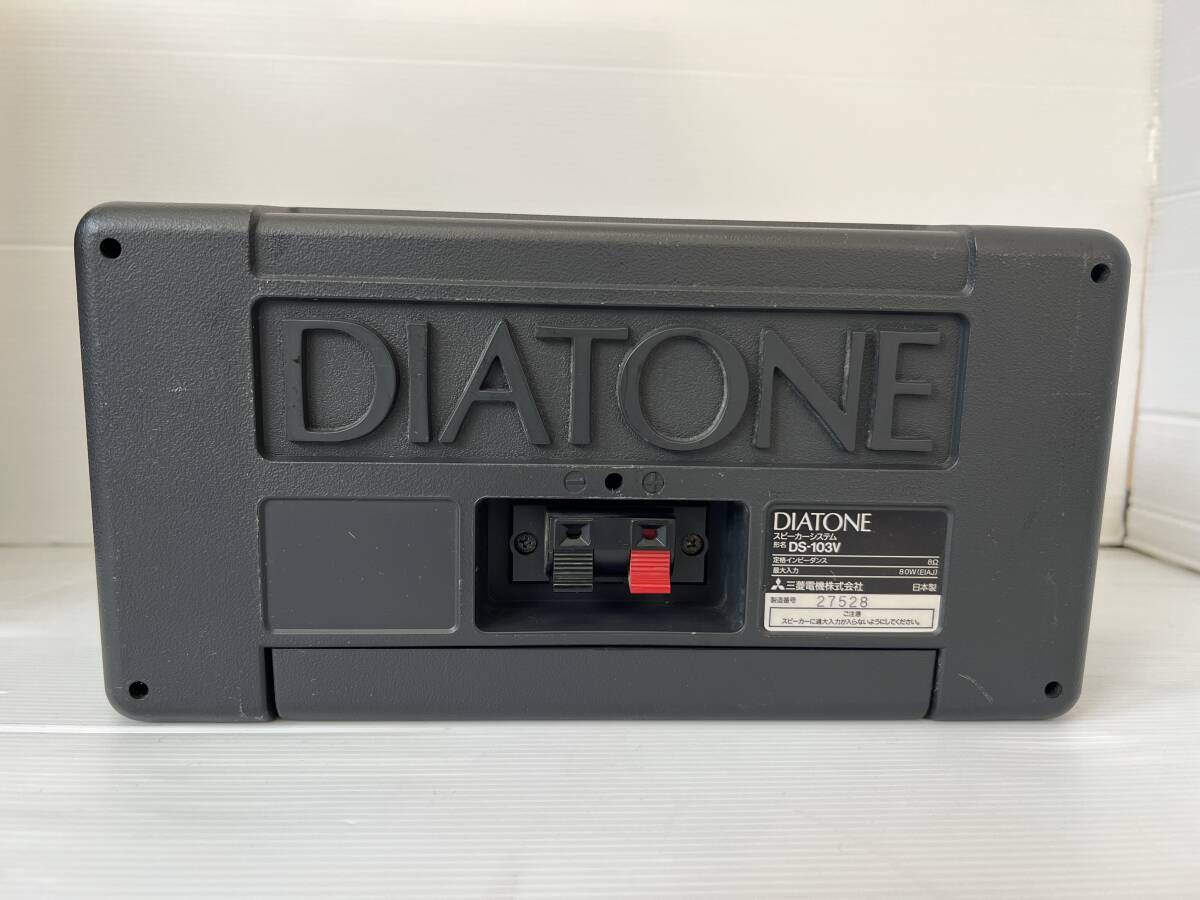 DIATONE
⊖ ⊕
DIATONE
スピーカーシステム
形名 DS-103V
定格インピーダンス 8Ω
最大入力 80W(EIAJ)
三菱電機株式会社 日本製
製造番号 27528
ご注意
スピーカーに過大入力が入らないようにしてください。